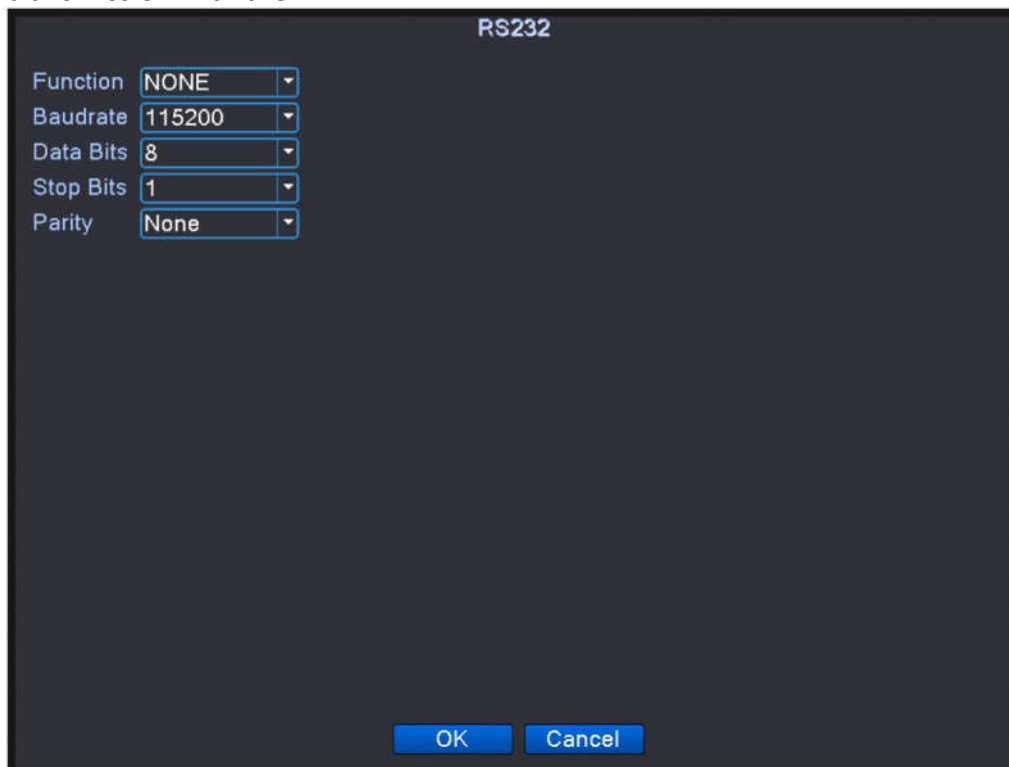 RS232
Function NONE
Baudrate 115200
Data Bits 8
Stop Bits 1
Parity None
OK Cancel